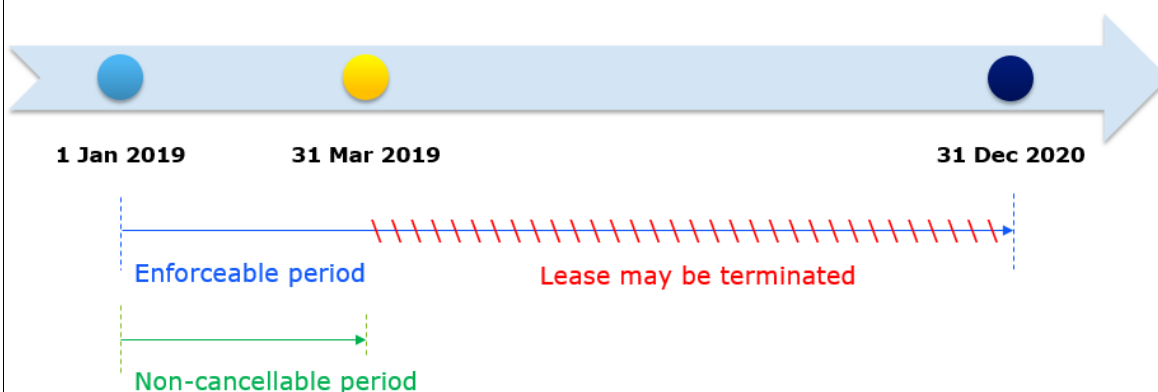 1 Jan 2019
31 Mar 2019
31 Dec 2020
Enforceable period
Lease may be terminated
Non-cancellable period